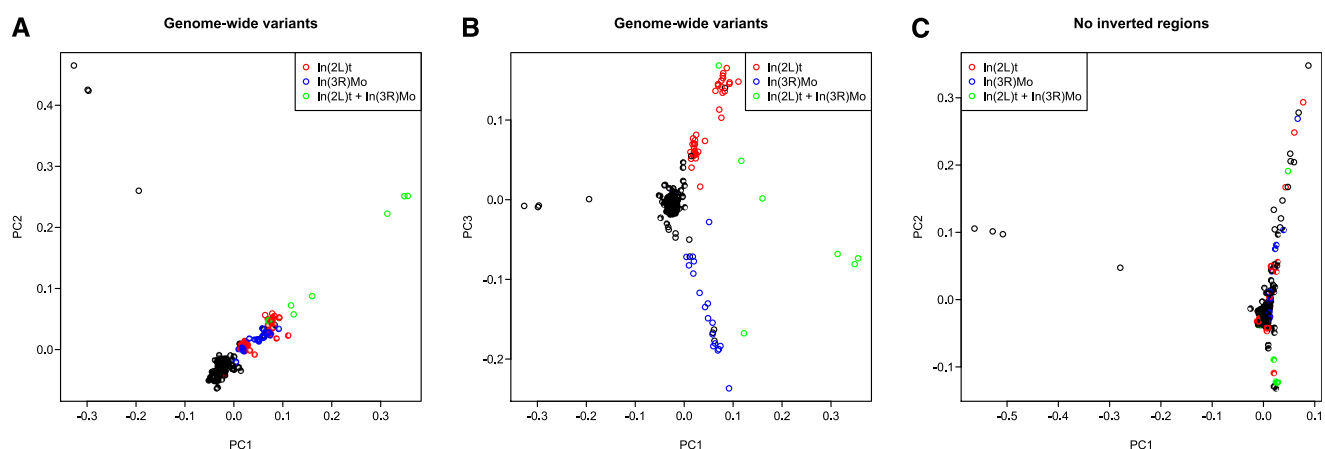 A
Genome-wide variants
In(2L)t
In(3R)Mo
In(2L)t + In(3R)Mo
PC2
0.4
0.3
0.2
0.1
0.0
-0.3 -0.2 -0.1 0.0 0.1 0.2 0.3
PC1
B
Genome-wide variants
In(2L)t
In(3R)Mo
In(2L)t + In(3R)Mo
PC3
0.1
0.0
-0.1
-0.2
-0.3 -0.2 -0.1 0.0 0.1 0.2 0.3
PC1
C
No inverted regions
In(2L)t
In(3R)Mo
In(2L)t + In(3R)Mo
PC2
0.3
0.2
0.1
0.0
-0.1
-0.5 -0.4 -0.3 -0.2 -0.1 0.0 0.1
PC1